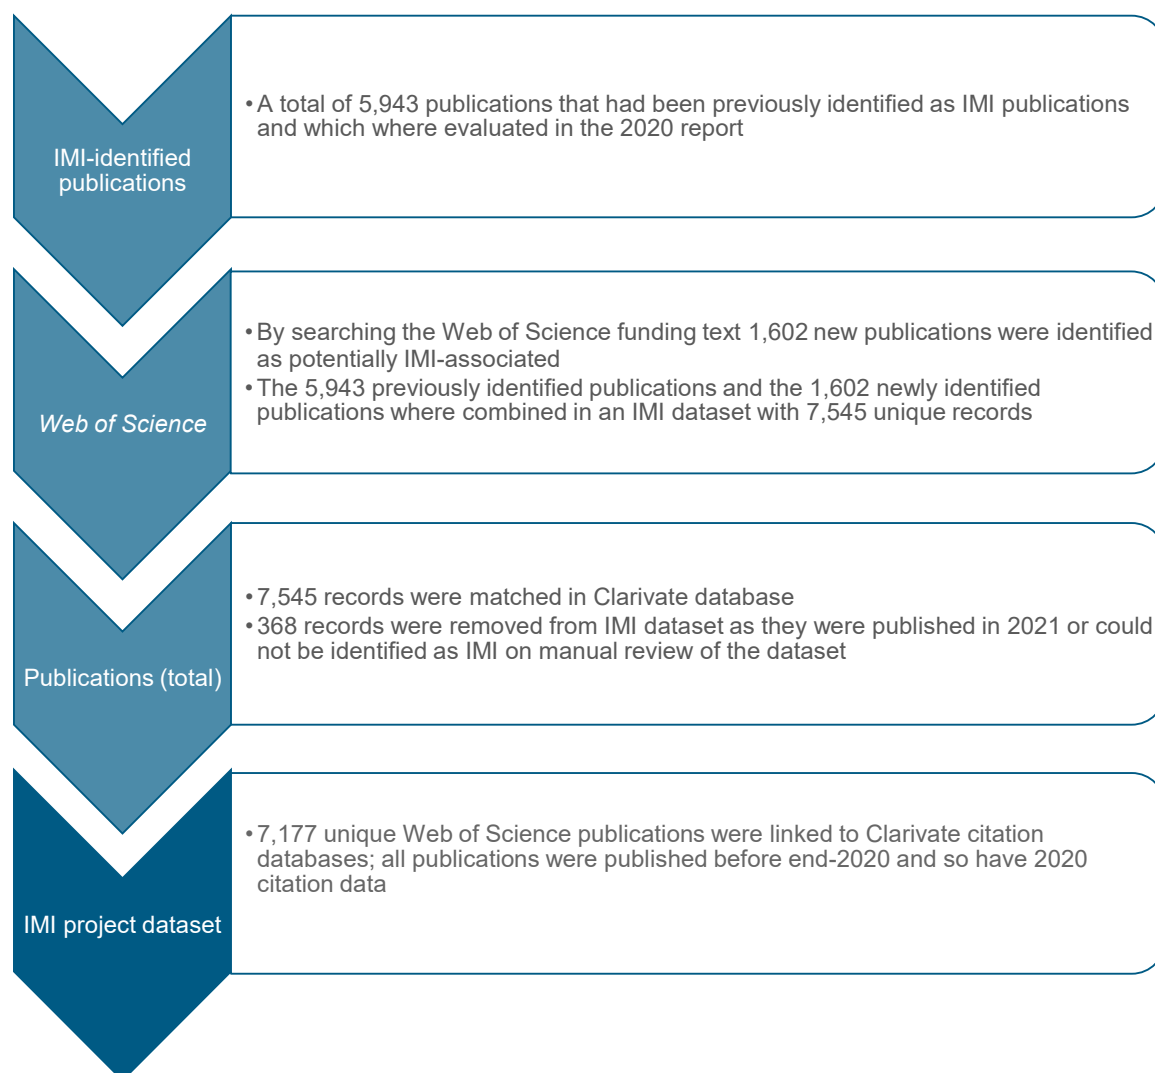 IMI-identified
publications
• A total of 5,943 publications that had been previously identified as IMI publications
and which where evaluated in the 2020 report
Web of Science
• By searching the Web of Science funding text 1,602 new publications were identified
as potentially IMI-associated
• The 5,943 previously identified publications and the 1,602 newly identified
publications where combined in an IMI dataset with 7,545 unique records
Publications (total)
• 7,545 records were matched in Clarivate database
• 368 records were removed from IMI dataset as they were published in 2021 or could
not be identified as IMI on manual review of the dataset
IMI project dataset
• 7,177 unique Web of Science publications were linked to Clarivate citation
databases; all publications were published before end-2020 and so have 2020
citation data